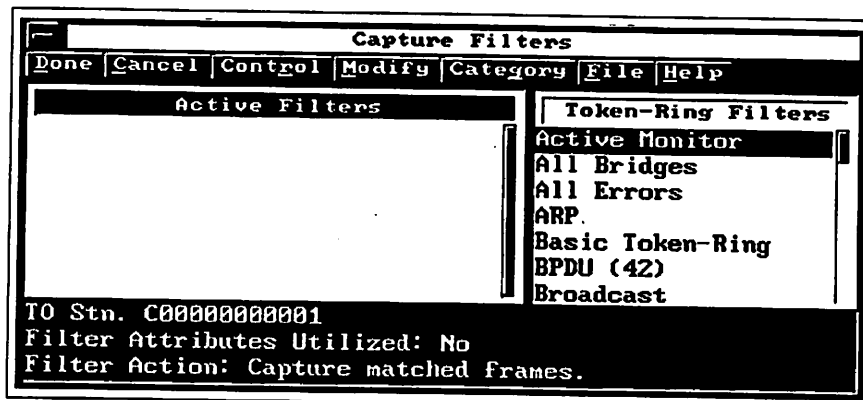 Capture Filters
Done Cancel Control Modify Category File Help
Active Filters
Token-Ring Filters
Active Monitor
All Bridges
All Errors
ARP
Basic Token-Ring
BPDU (42)
Broadcast
TO Stn. C00000000001
Filter Attributes Utilized: No
Filter Action: Capture matched frames.